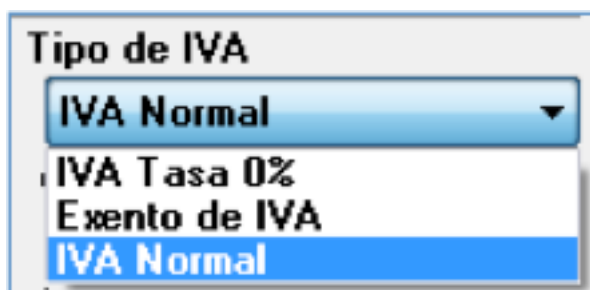 Tipo de IVA
IVA Normal
IVA Tasa 0%
Exento de IVA
IVA Normal